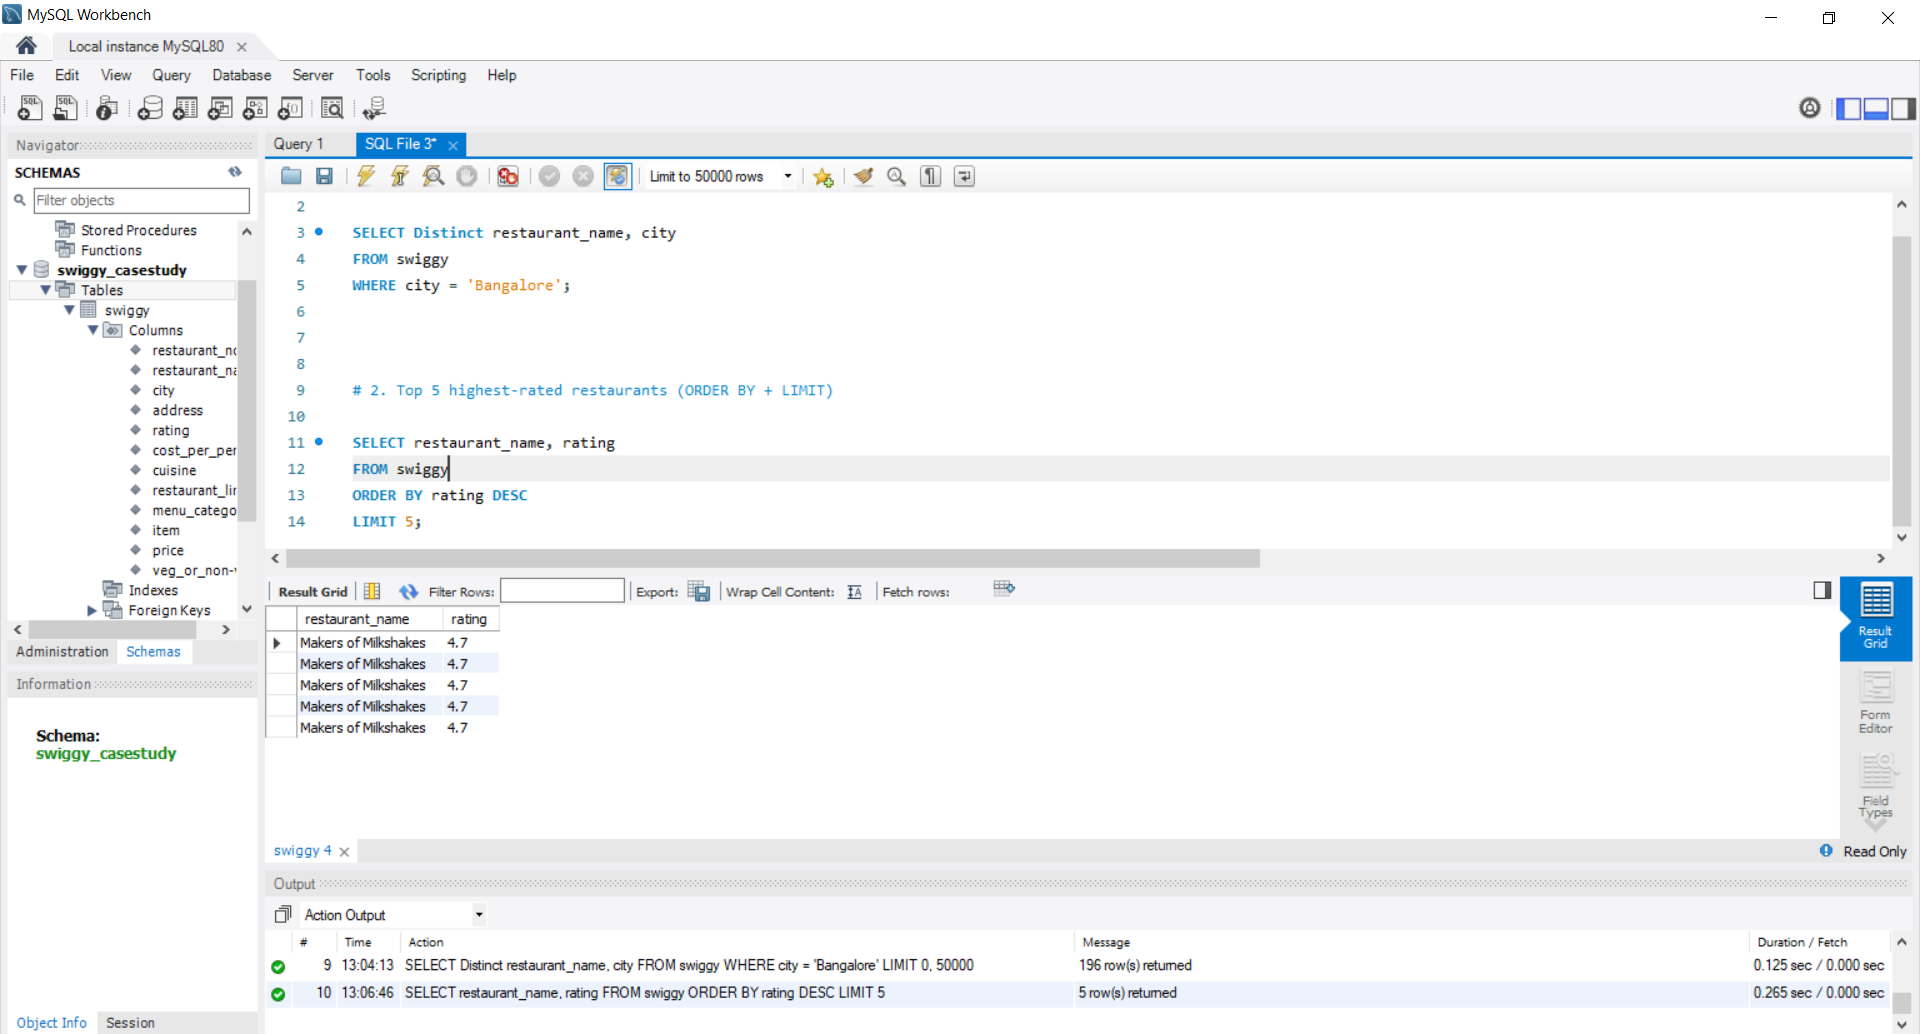 MySQL Workbench
Local instance MySQL80
File Edit View Query Database Server Tools Scripting Help
Navigator
SCHEMAS
Filter objects
Stored Procedures
Functions
swiggy_casestudy
Tables
swiggy
Columns
restaurant_no
restaurant_na
city
address
rating
cost_per_per
cuisine
restaurant_lin
menu_catego
item
price
veg_or_non-v
Indexes
Foreign Keys
Administration Schemas
Information
Schema:
swiggy_casestudy
Object Info Session
Query 1 SQL File 3*
Limit to 50000 rows
2
3 SELECT Distinct restaurant_name, city
4 FROM swiggy
5 WHERE city = 'Bangalore';
6
7
8
9 # 2. Top 5 highest-rated restaurants (ORDER BY + LIMIT)
10
11 SELECT restaurant_name, rating
12 FROM swiggy
13 ORDER BY rating DESC
14 LIMIT 5;
Result Grid Filter Rows: Export: Wrap Cell Content: Fetch rows:
restaurant_name rating
Makers of Milkshakes 4.7
Makers of Milkshakes 4.7
Makers of Milkshakes 4.7
Makers of Milkshakes 4.7
Makers of Milkshakes 4.7
Result
Grid
Form
Editor
Field
Types
swiggy 4
Read Only
Output
Action Output
# Time Action Message Duration / Fetch
9 13:04:13 SELECT Distinct restaurant_name, city FROM swiggy WHERE city = 'Bangalore' LIMIT 0, 50000 196 row(s) returned 0.125 sec / 0.000 sec
10 13:06:46 SELECT restaurant_name, rating FROM swiggy ORDER BY rating DESC LIMIT 5 5 row(s) returned 0.265 sec / 0.000 sec